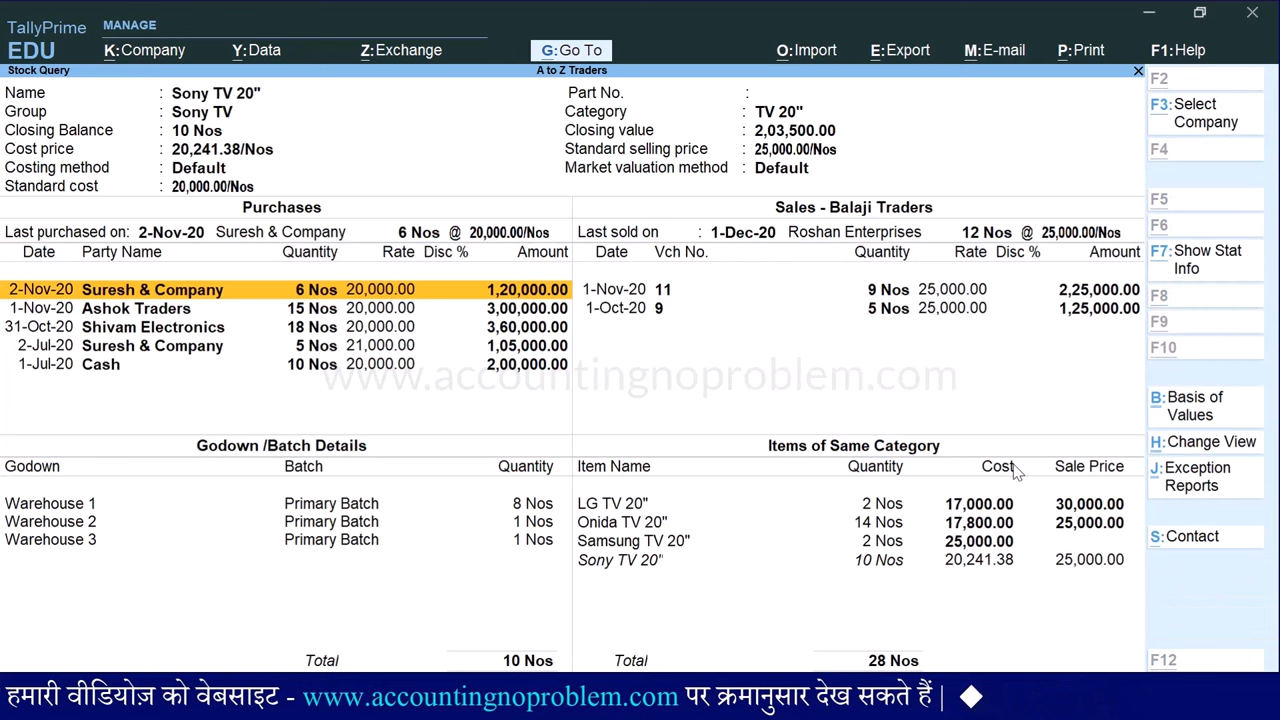 TallyPrime
EDU
MANAGE
K:Company Y:Data Z:Exchange G:Go To O:Import E:Export M:E-mail P:Print F1:Help
Stock Query A to Z Traders
Name : Sony TV 20" Part No. :
Group : Sony TV Category : TV 20"
Closing Balance : 10 Nos Closing value : 2,03,500.00
Cost price : 20,241.38/Nos Standard selling price : 25,000.00/Nos
Costing method : Default Market valuation method : Default
Standard cost : 20,000.00/Nos
Purchases
Last purchased on: 2-Nov-20 Suresh & Company 6 Nos @ 20,000.00/Nos
Date Party Name Quantity Rate Disc % Amount
2-Nov-20 Suresh & Company 6 Nos 20,000.00 1,20,000.00
1-Nov-20 Ashok Traders 15 Nos 20,000.00 3,00,000.00
31-Oct-20 Shivam Electronics 18 Nos 20,000.00 3,60,000.00
2-Jul-20 Suresh & Company 5 Nos 21,000.00 1,05,000.00
1-Jul-20 Cash 10 Nos 20,000.00 2,00,000.00
Sales - Balaji Traders
Last sold on : 1-Dec-20 Roshan Enterprises 12 Nos @ 25,000.00/Nos
Date Vch No. Quantity Rate Disc % Amount
1-Nov-20 11 9 Nos 25,000.00 2,25,000.00
1-Oct-20 9 5 Nos 25,000.00 1,25,000.00
www.accountingnoproblem.com
Godown /Batch Details
Godown Batch Quantity
Warehouse 1 Primary Batch 8 Nos
Warehouse 2 Primary Batch 1 Nos
Warehouse 3 Primary Batch 1 Nos
Total 10 Nos
Items of Same Category
Item Name Quantity Cost Sale Price
LG TV 20" 2 Nos 17,000.00 30,000.00
Onida TV 20" 14 Nos 17,800.00 25,000.00
Samsung TV 20" 2 Nos 25,000.00
Sony TV 20" 10 Nos 20,241.38 25,000.00
Total 28 Nos
F2
F3:Select
Company
F4
F5
F6
F7:Show Stat
Info
F8
F9
F10
B:Basis of
Values
H:Change View
J:Exception
Reports
S:Contact
F12
हमारी वीडियोज़ को वेबसाइट - www.accountingnoproblem.com पर क्रमानुसार देख सकते हैं |